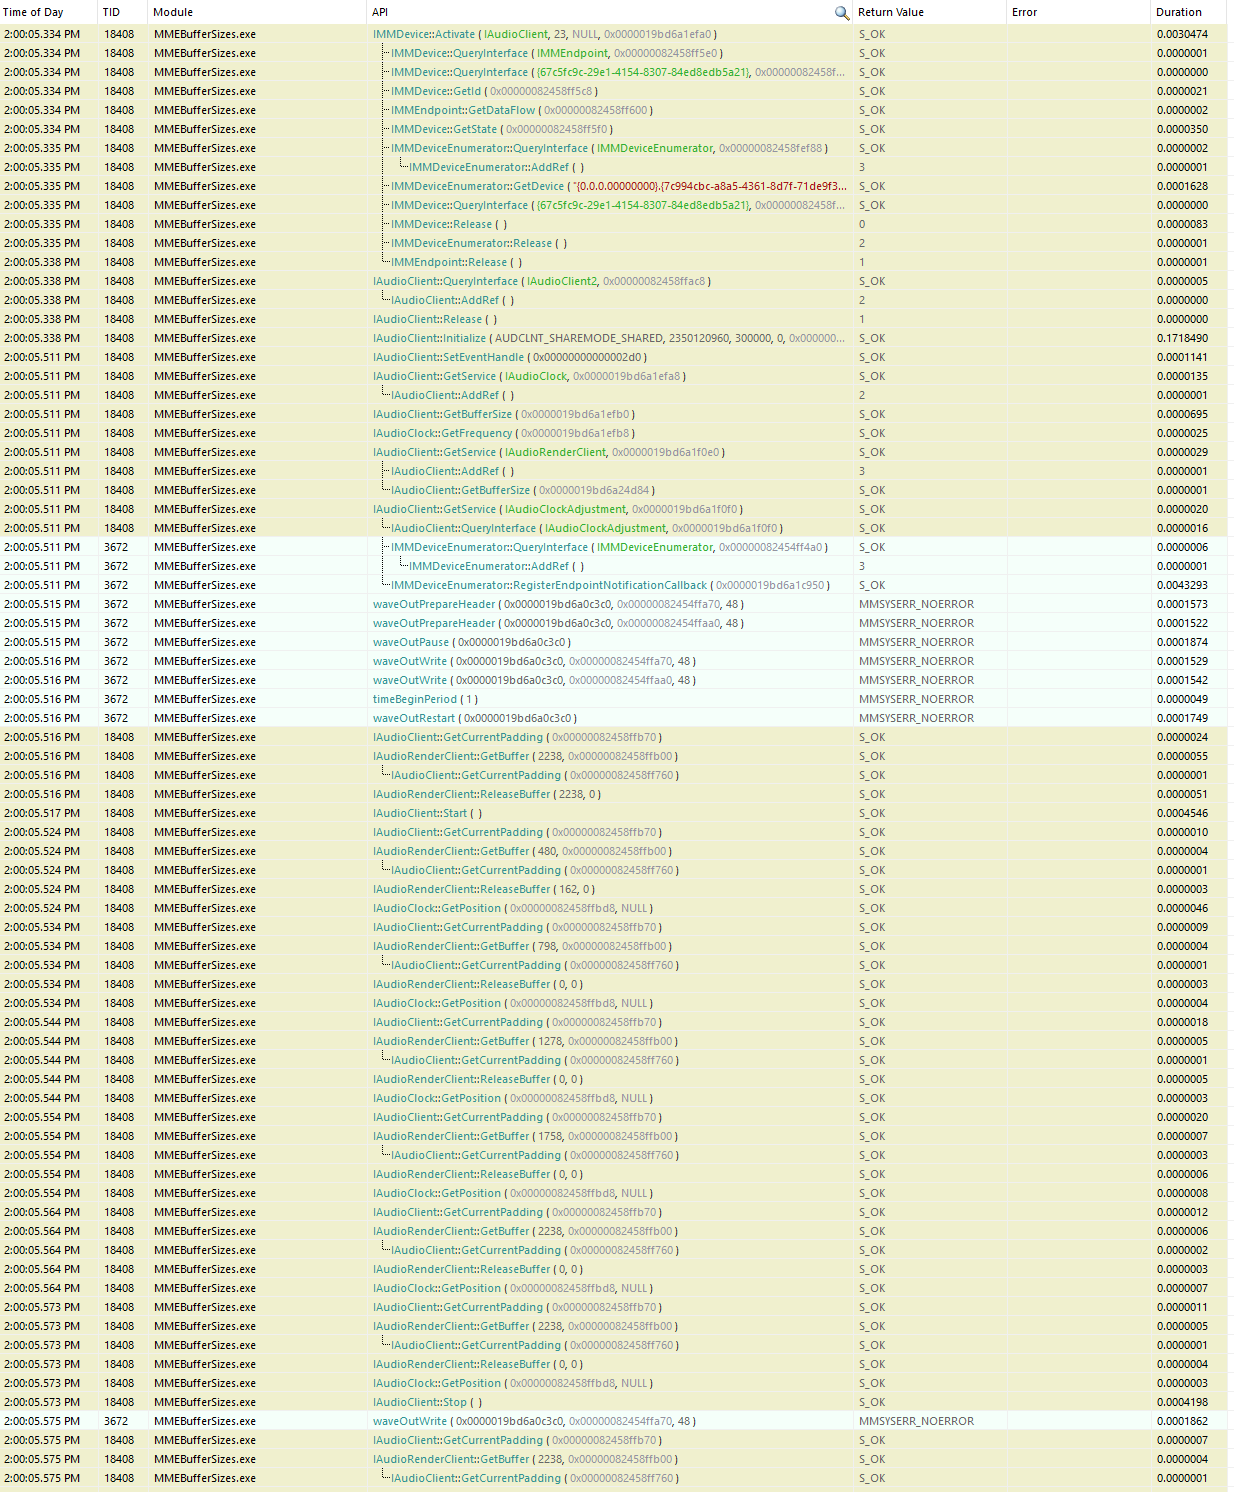 Time of Day TID Module API Return Value Error Duration
2:00:05.334 PM 18408 MMEBufferSizes.exe IMMDevice::Activate ( IAudioClient, 23, NULL, 0x0000019bd6a1efa0 ) S_OK 0.0030474
2:00:05.334 PM 18408 MMEBufferSizes.exe IMMDevice::QueryInterface ( IMMEndpoint, 0x00000082458ff5e0 ) S_OK 0.0000001
2:00:05.334 PM 18408 MMEBufferSizes.exe IMMDevice::QueryInterface ( {67c5fc9c-29e1-4154-8307-84ed8edb5a21}, 0x00000082458f... S_OK 0.0000000
2:00:05.334 PM 18408 MMEBufferSizes.exe IMMDevice::GetId ( 0x00000082458ff5c8 ) S_OK 0.0000021
2:00:05.334 PM 18408 MMEBufferSizes.exe IMMEndpoint::GetDataFlow ( 0x00000082458ff600 ) S_OK 0.0000002
2:00:05.334 PM 18408 MMEBufferSizes.exe IMMDevice::GetState ( 0x00000082458ff5f0 ) S_OK 0.0000350
2:00:05.335 PM 18408 MMEBufferSizes.exe IMMDeviceEnumerator::QueryInterface ( IMMDeviceEnumerator, 0x00000082458fef88 ) S_OK 0.0000002
2:00:05.335 PM 18408 MMEBufferSizes.exe IMMDeviceEnumerator::AddRef ( ) 3 0.0000001
2:00:05.335 PM 18408 MMEBufferSizes.exe IMMDeviceEnumerator::GetDevice ( "{0.0.0.00000000}.{7c994cbc-a8a5-4361-8d7f-71de9f3... S_OK 0.0001628
2:00:05.335 PM 18408 MMEBufferSizes.exe IMMDevice::QueryInterface ( {67c5fc9c-29e1-4154-8307-84ed8edb5a21}, 0x00000082458f... S_OK 0.0000000
2:00:05.335 PM 18408 MMEBufferSizes.exe IMMDevice::Release ( ) 0 0.0000083
2:00:05.335 PM 18408 MMEBufferSizes.exe IMMDeviceEnumerator::Release ( ) 2 0.0000001
2:00:05.338 PM 18408 MMEBufferSizes.exe IMMEndpoint::Release ( ) 1 0.0000001
2:00:05.338 PM 18408 MMEBufferSizes.exe IAudioClient::QueryInterface ( IAudioClient2, 0x00000082458ffac8 ) S_OK 0.0000005
2:00:05.338 PM 18408 MMEBufferSizes.exe IAudioClient::AddRef ( ) 2 0.0000000
2:00:05.338 PM 18408 MMEBufferSizes.exe IAudioClient::Release ( ) 1 0.0000000
2:00:05.338 PM 18408 MMEBufferSizes.exe IAudioClient::Initialize ( AUDCLNT_SHAREMODE_SHARED, 2350120960, 300000, 0, 0x000000... S_OK 0.1718490
2:00:05.511 PM 18408 MMEBufferSizes.exe IAudioClient::SetEventHandle ( 0x00000000000002d0 ) S_OK 0.0001141
2:00:05.511 PM 18408 MMEBufferSizes.exe IAudioClient::GetService ( IAudioClock, 0x0000019bd6a1efa8 ) S_OK 0.0000135
2:00:05.511 PM 18408 MMEBufferSizes.exe IAudioClient::AddRef ( ) 2 0.0000001
2:00:05.511 PM 18408 MMEBufferSizes.exe IAudioClient::GetBufferSize ( 0x0000019bd6a1efb0 ) S_OK 0.0000695
2:00:05.511 PM 18408 MMEBufferSizes.exe IAudioClock::GetFrequency ( 0x0000019bd6a1efb8 ) S_OK 0.0000025
2:00:05.511 PM 18408 MMEBufferSizes.exe IAudioClient::GetService ( IAudioRenderClient, 0x0000019bd6a1f0e0 ) S_OK 0.0000029
2:00:05.511 PM 18408 MMEBufferSizes.exe IAudioClient::AddRef ( ) 3 0.0000001
2:00:05.511 PM 18408 MMEBufferSizes.exe IAudioClient::GetBufferSize ( 0x0000019bd6a24d84 ) S_OK 0.0000001
2:00:05.511 PM 18408 MMEBufferSizes.exe IAudioClient::GetService ( IAudioClockAdjustment, 0x0000019bd6a1f0f0 ) S_OK 0.0000020
2:00:05.511 PM 18408 MMEBufferSizes.exe IAudioClient::QueryInterface ( IAudioClockAdjustment, 0x0000019bd6a1f0f0 ) S_OK 0.0000016
2:00:05.511 PM 3672 MMEBufferSizes.exe IMMDeviceEnumerator::QueryInterface ( IMMDeviceEnumerator, 0x00000082454ff4a0 ) S_OK 0.0000006
2:00:05.511 PM 3672 MMEBufferSizes.exe IMMDeviceEnumerator::AddRef ( ) 3 0.0000001
2:00:05.511 PM 3672 MMEBufferSizes.exe IMMDeviceEnumerator::RegisterEndpointNotificationCallback ( 0x0000019bd6a1c950 ) S_OK 0.0043293
2:00:05.515 PM 3672 MMEBufferSizes.exe waveOutPrepareHeader ( 0x0000019bd6a0c3c0, 0x00000082454ffa70, 48 ) MMSYSERR_NOERROR 0.0001573
2:00:05.515 PM 3672 MMEBufferSizes.exe waveOutPrepareHeader ( 0x0000019bd6a0c3c0, 0x00000082454ffaa0, 48 ) MMSYSERR_NOERROR 0.0001522
2:00:05.515 PM 3672 MMEBufferSizes.exe waveOutPause ( 0x0000019bd6a0c3c0 ) MMSYSERR_NOERROR 0.0001874
2:00:05.516 PM 3672 MMEBufferSizes.exe waveOutWrite ( 0x0000019bd6a0c3c0, 0x00000082454ffa70, 48 ) MMSYSERR_NOERROR 0.0001529
2:00:05.516 PM 3672 MMEBufferSizes.exe waveOutWrite ( 0x0000019bd6a0c3c0, 0x00000082454ffaa0, 48 ) MMSYSERR_NOERROR 0.0001542
2:00:05.516 PM 3672 MMEBufferSizes.exe timeBeginPeriod ( 1 ) MMSYSERR_NOERROR 0.0000049
2:00:05.516 PM 3672 MMEBufferSizes.exe waveOutRestart ( 0x0000019bd6a0c3c0 ) MMSYSERR_NOERROR 0.0001749
2:00:05.516 PM 18408 MMEBufferSizes.exe IAudioClient::GetCurrentPadding ( 0x00000082458ffb70 ) S_OK 0.0000024
2:00:05.516 PM 18408 MMEBufferSizes.exe IAudioRenderClient::GetBuffer ( 2238, 0x00000082458ffb00 ) S_OK 0.0000055
2:00:05.516 PM 18408 MMEBufferSizes.exe IAudioClient::GetCurrentPadding ( 0x00000082458ff760 ) S_OK 0.0000001
2:00:05.516 PM 18408 MMEBufferSizes.exe IAudioRenderClient::ReleaseBuffer ( 2238, 0 ) S_OK 0.0000051
2:00:05.517 PM 18408 MMEBufferSizes.exe IAudioClient::Start ( ) S_OK 0.0004546
2:00:05.524 PM 18408 MMEBufferSizes.exe IAudioClient::GetCurrentPadding ( 0x00000082458ffb70 ) S_OK 0.0000010
2:00:05.524 PM 18408 MMEBufferSizes.exe IAudioRenderClient::GetBuffer ( 480, 0x00000082458ffb00 ) S_OK 0.0000004
2:00:05.524 PM 18408 MMEBufferSizes.exe IAudioClient::GetCurrentPadding ( 0x00000082458ff760 ) S_OK 0.0000001
2:00:05.524 PM 18408 MMEBufferSizes.exe IAudioRenderClient::ReleaseBuffer ( 162, 0 ) S_OK 0.0000003
2:00:05.524 PM 18408 MMEBufferSizes.exe IAudioClock::GetPosition ( 0x00000082458ffbd8, NULL ) S_OK 0.0000046
2:00:05.534 PM 18408 MMEBufferSizes.exe IAudioClient::GetCurrentPadding ( 0x00000082458ffb70 ) S_OK 0.0000009
2:00:05.534 PM 18408 MMEBufferSizes.exe IAudioRenderClient::GetBuffer ( 798, 0x00000082458ffb00 ) S_OK 0.0000004
2:00:05.534 PM 18408 MMEBufferSizes.exe IAudioClient::GetCurrentPadding ( 0x00000082458ff760 ) S_OK 0.0000001
2:00:05.534 PM 18408 MMEBufferSizes.exe IAudioRenderClient::ReleaseBuffer ( 0, 0 ) S_OK 0.0000003
2:00:05.534 PM 18408 MMEBufferSizes.exe IAudioClock::GetPosition ( 0x00000082458ffbd8, NULL ) S_OK 0.0000004
2:00:05.544 PM 18408 MMEBufferSizes.exe IAudioClient::GetCurrentPadding ( 0x00000082458ffb70 ) S_OK 0.0000018
2:00:05.544 PM 18408 MMEBufferSizes.exe IAudioRenderClient::GetBuffer ( 1278, 0x00000082458ffb00 ) S_OK 0.0000005
2:00:05.544 PM 18408 MMEBufferSizes.exe IAudioClient::GetCurrentPadding ( 0x00000082458ff760 ) S_OK 0.0000001
2:00:05.544 PM 18408 MMEBufferSizes.exe IAudioRenderClient::ReleaseBuffer ( 0, 0 ) S_OK 0.0000005
2:00:05.544 PM 18408 MMEBufferSizes.exe IAudioClock::GetPosition ( 0x00000082458ffbd8, NULL ) S_OK 0.0000003
2:00:05.554 PM 18408 MMEBufferSizes.exe IAudioClient::GetCurrentPadding ( 0x00000082458ffb70 ) S_OK 0.0000020
2:00:05.554 PM 18408 MMEBufferSizes.exe IAudioRenderClient::GetBuffer ( 1758, 0x00000082458ffb00 ) S_OK 0.0000007
2:00:05.554 PM 18408 MMEBufferSizes.exe IAudioClient::GetCurrentPadding ( 0x00000082458ff760 ) S_OK 0.0000003
2:00:05.554 PM 18408 MMEBufferSizes.exe IAudioRenderClient::ReleaseBuffer ( 0, 0 ) S_OK 0.0000006
2:00:05.554 PM 18408 MMEBufferSizes.exe IAudioClock::GetPosition ( 0x00000082458ffbd8, NULL ) S_OK 0.0000008
2:00:05.564 PM 18408 MMEBufferSizes.exe IAudioClient::GetCurrentPadding ( 0x00000082458ffb70 ) S_OK 0.0000012
2:00:05.564 PM 18408 MMEBufferSizes.exe IAudioRenderClient::GetBuffer ( 2238, 0x00000082458ffb00 ) S_OK 0.0000006
2:00:05.564 PM 18408 MMEBufferSizes.exe IAudioClient::GetCurrentPadding ( 0x00000082458ff760 ) S_OK 0.0000002
2:00:05.564 PM 18408 MMEBufferSizes.exe IAudioRenderClient::ReleaseBuffer ( 0, 0 ) S_OK 0.0000003
2:00:05.564 PM 18408 MMEBufferSizes.exe IAudioClock::GetPosition ( 0x00000082458ffbd8, NULL ) S_OK 0.0000007
2:00:05.573 PM 18408 MMEBufferSizes.exe IAudioClient::GetCurrentPadding ( 0x00000082458ffb70 ) S_OK 0.0000011
2:00:05.573 PM 18408 MMEBufferSizes.exe IAudioRenderClient::GetBuffer ( 2238, 0x00000082458ffb00 ) S_OK 0.0000005
2:00:05.573 PM 18408 MMEBufferSizes.exe IAudioClient::GetCurrentPadding ( 0x00000082458ff760 ) S_OK 0.0000001
2:00:05.573 PM 18408 MMEBufferSizes.exe IAudioRenderClient::ReleaseBuffer ( 0, 0 ) S_OK 0.0000004
2:00:05.573 PM 18408 MMEBufferSizes.exe IAudioClock::GetPosition ( 0x00000082458ffbd8, NULL ) S_OK 0.0000003
2:00:05.573 PM 18408 MMEBufferSizes.exe IAudioClient::Stop ( ) S_OK 0.0004198
2:00:05.575 PM 3672 MMEBufferSizes.exe waveOutWrite ( 0x0000019bd6a0c3c0, 0x00000082454ffa70, 48 ) MMSYSERR_NOERROR 0.0001862
2:00:05.575 PM 18408 MMEBufferSizes.exe IAudioClient::GetCurrentPadding ( 0x00000082458ffb70 ) S_OK 0.0000007
2:00:05.575 PM 18408 MMEBufferSizes.exe IAudioRenderClient::GetBuffer ( 2238, 0x00000082458ffb00 ) S_OK 0.0000004
2:00:05.575 PM 18408 MMEBufferSizes.exe IAudioClient::GetCurrentPadding ( 0x00000082458ff760 ) S_OK 0.0000001